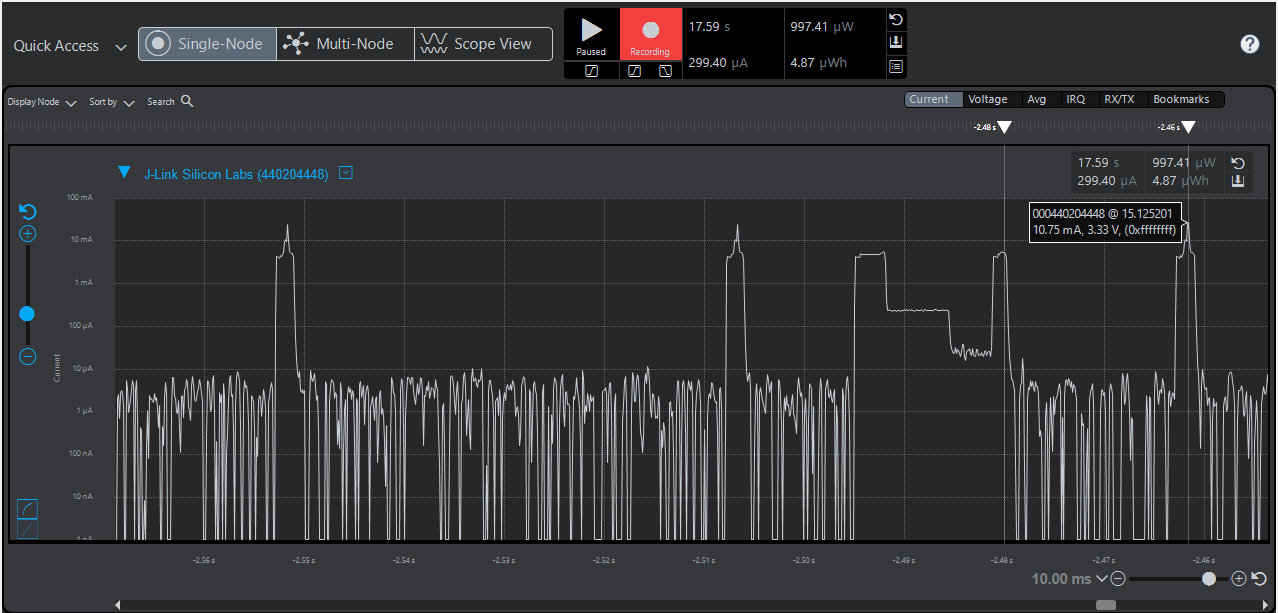 Quick Access
Single-Node
Multi-Node
Scope View
Paused
Recording
17.59 s
299.40 µA
997.41 µW
4.87 µWh
Display Node
Sort by
Search
Current
Voltage
Avg
IRQ
RX/TX
Bookmarks
-2.48 s
-2.46 s
J-Link Silicon Labs (440204448)
17.59 s
997.41 µW
299.40 µA
4.87 µWh
000440204448 @ 15.125201
10.75 mA, 3.33 V, (0xffffffff)
100 mA
10 mA
1 mA
100 µA
10 µA
1 µA
100 nA
10 nA
1 nA
Current
-2.56 s
-2.55 s
-2.54 s
-2.53 s
-2.52 s
-2.51 s
-2.50 s
-2.49 s
-2.48 s
-2.47 s
-2.46 s
10.00 ms